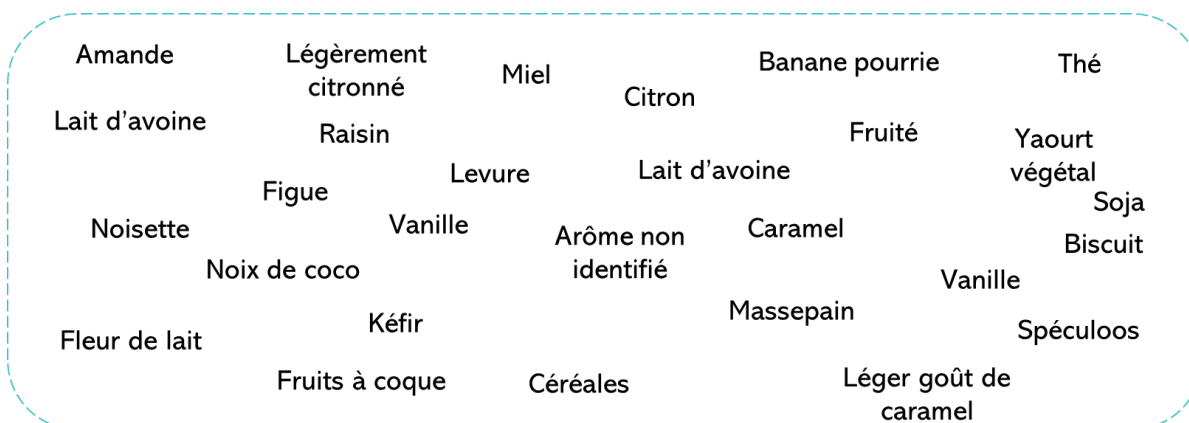 Amande
Légèrement
citronné
Miel
Citron
Banane pourrie
Thé
Lait d’avoine
Raisin
Fruité
Yaourt
végétal
Levure
Lait d’avoine
Figue
Soja
Noisette
Vanille
Arôme non
identifié
Caramel
Biscuit
Noix de coco
Vanille
Massepain
Kéfir
Spéculoos
Fleur de lait
Fruits à coque
Céréales
Léger goût de
caramel